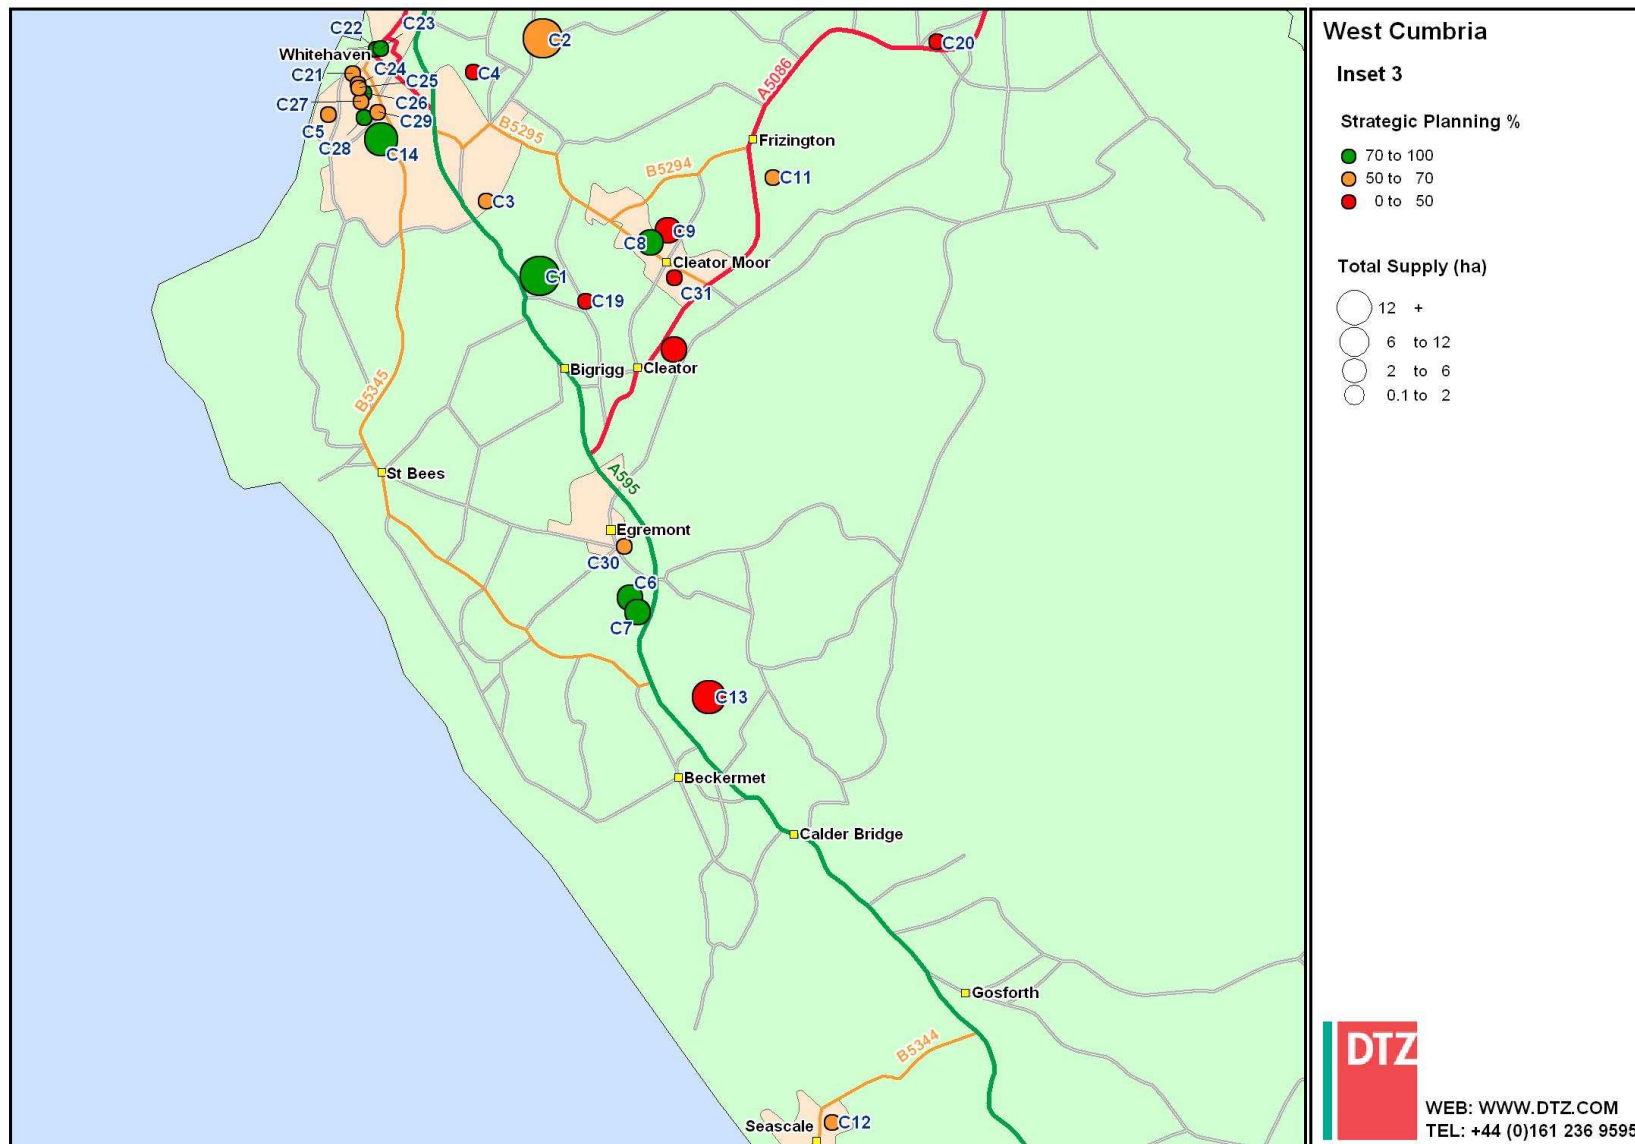 C22
C23
Whitehaven
C21
C24
C25
C27
C26
C29
C5
C28
C14
C2
C4
C20
A5086
B5295
Frizington
B5294
C11
C3
C9
C8
Cleator Moor
C1
C31
C19
Bigrigg
Cleator
B5345
St Bees
A595
Egremont
C30
C6
C7
C13
Beckermet
Calder Bridge
Gosforth
B5344
Seascale
C12
West Cumbria
Inset 3
Strategic Planning %
70 to 100
50 to 70
0 to 50
Total Supply (ha)
12 +
6 to 12
2 to 6
0.1 to 2
DTZ
WEB: WWW.DTZ.COM
TEL: +44 (0)161 236 9595